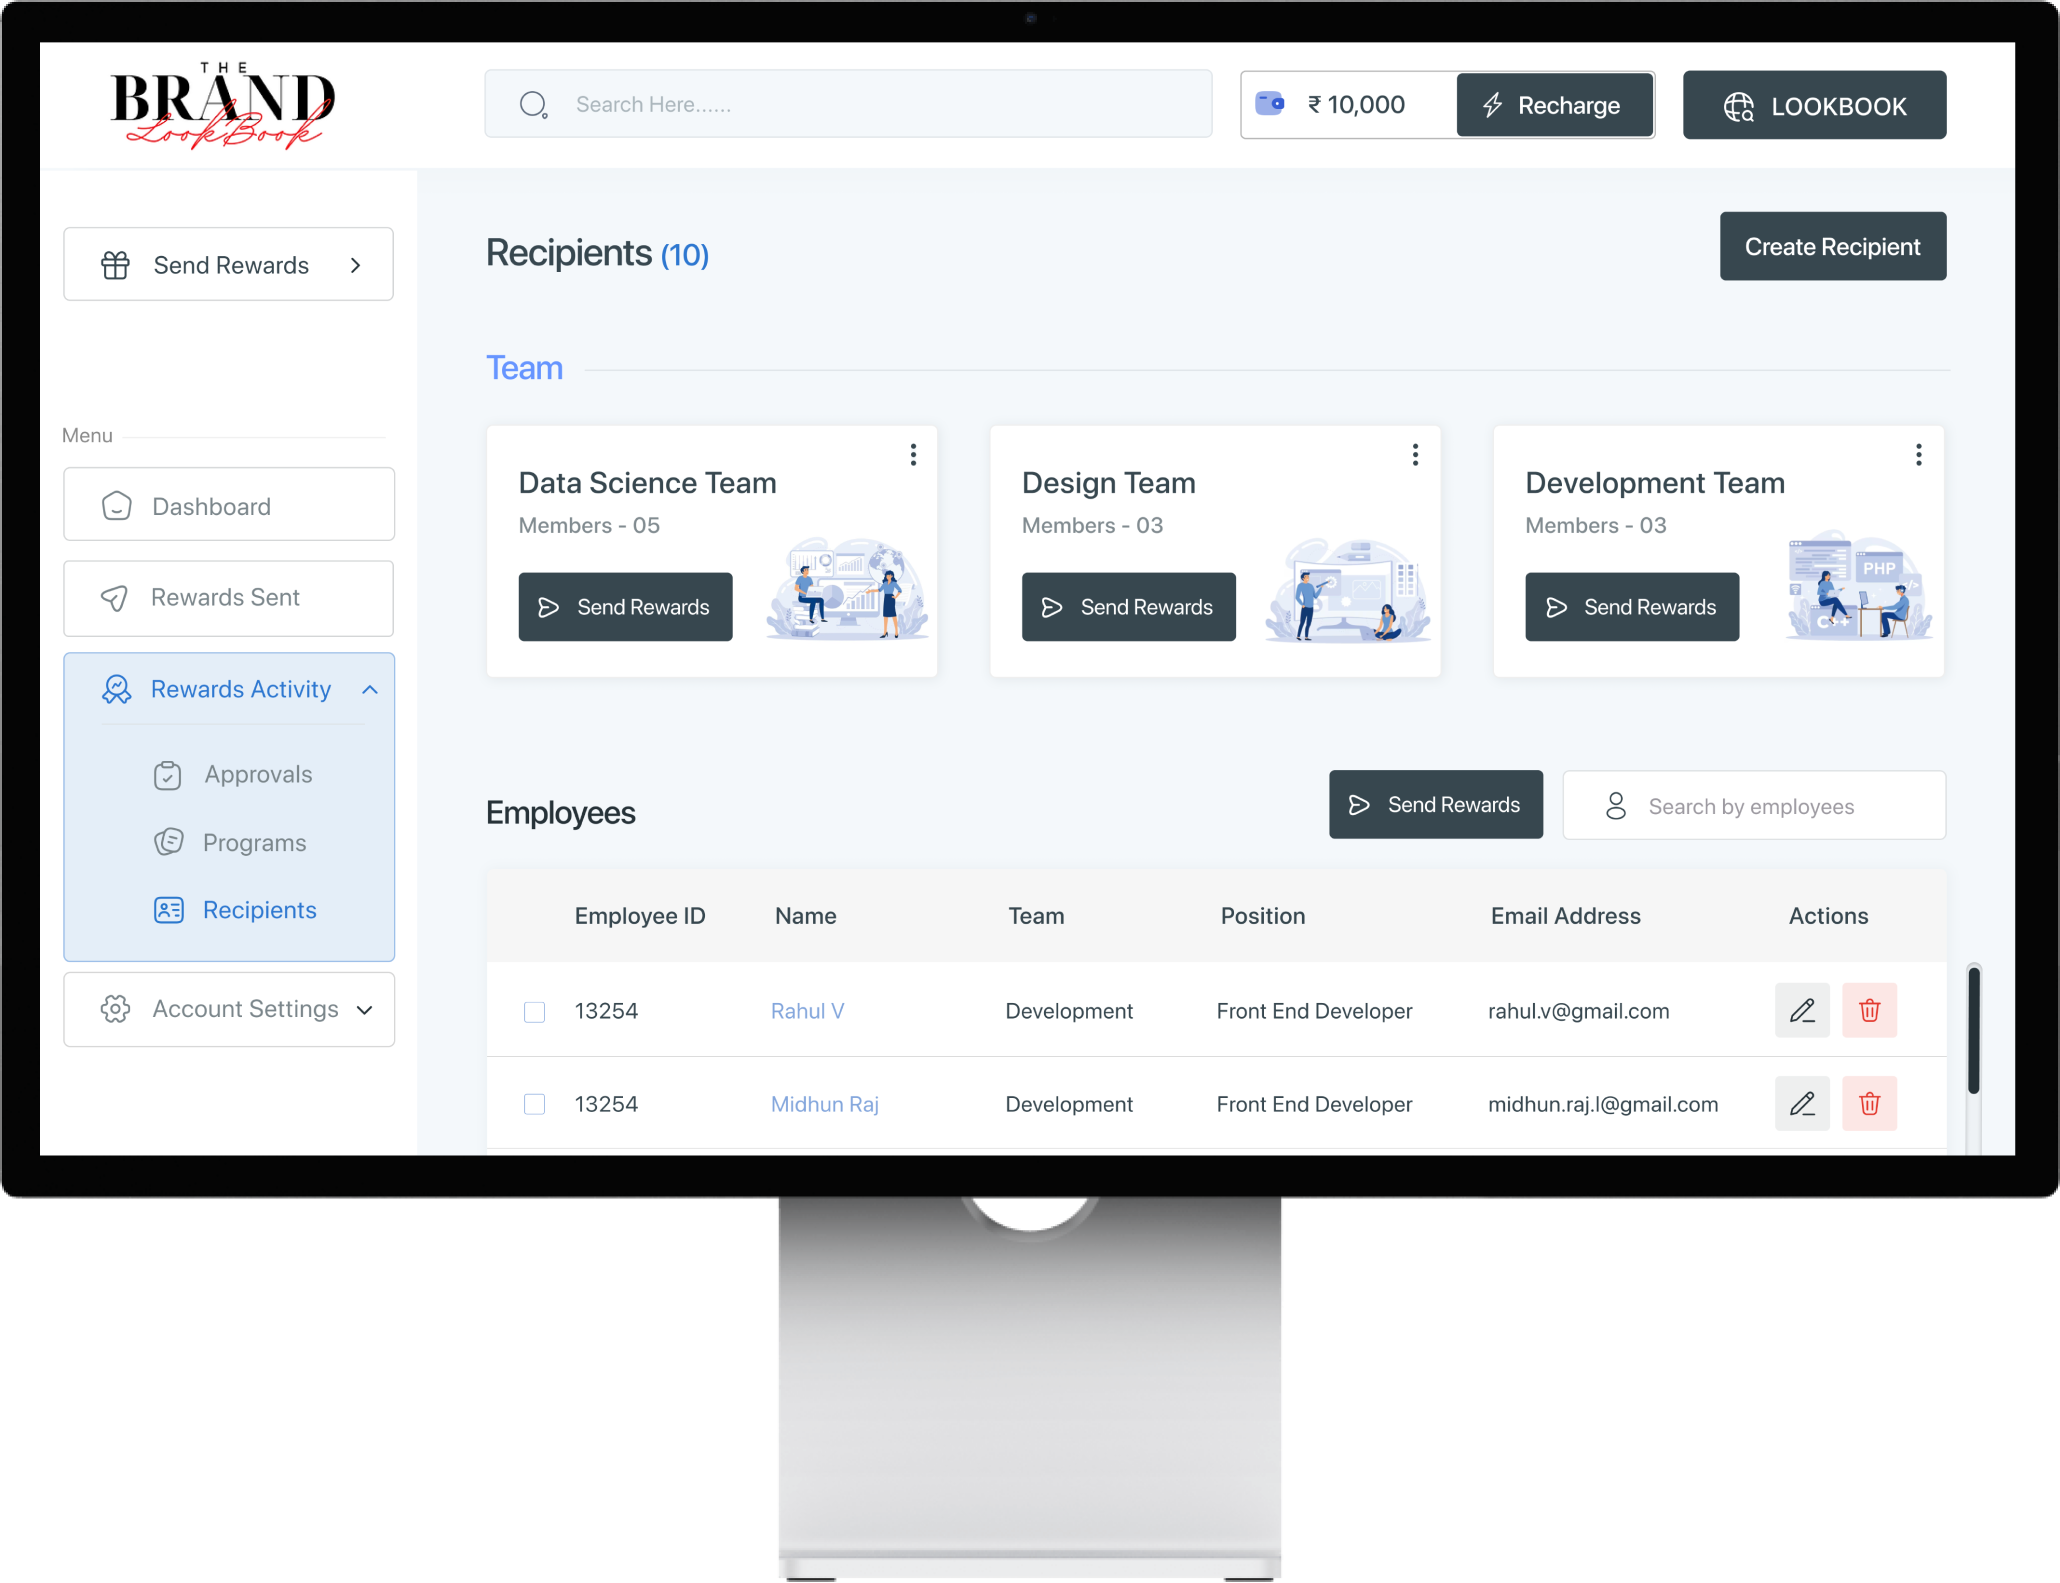 THE
BRAND
LookBook
Search Here......
₹ 10,000
Recharge
LOOKBOOK
Send Rewards
Menu
Dashboard
Rewards Sent
Rewards Activity
Approvals
Programs
Recipients
Account Settings
Recipients (10)
Create Recipient
Team
Data Science Team
Members - 05
Send Rewards
Design Team
Members - 03
Send Rewards
Development Team
Members - 03
Send Rewards
PHP
</>
C++
Employees
Send Rewards
Search by employees
Employee ID Name Team Position Email Address Actions
13254 Rahul V Development Front End Developer rahul.v@gmail.com
13254 Midhun Raj Development Front End Developer midhun.raj.l@gmail.com